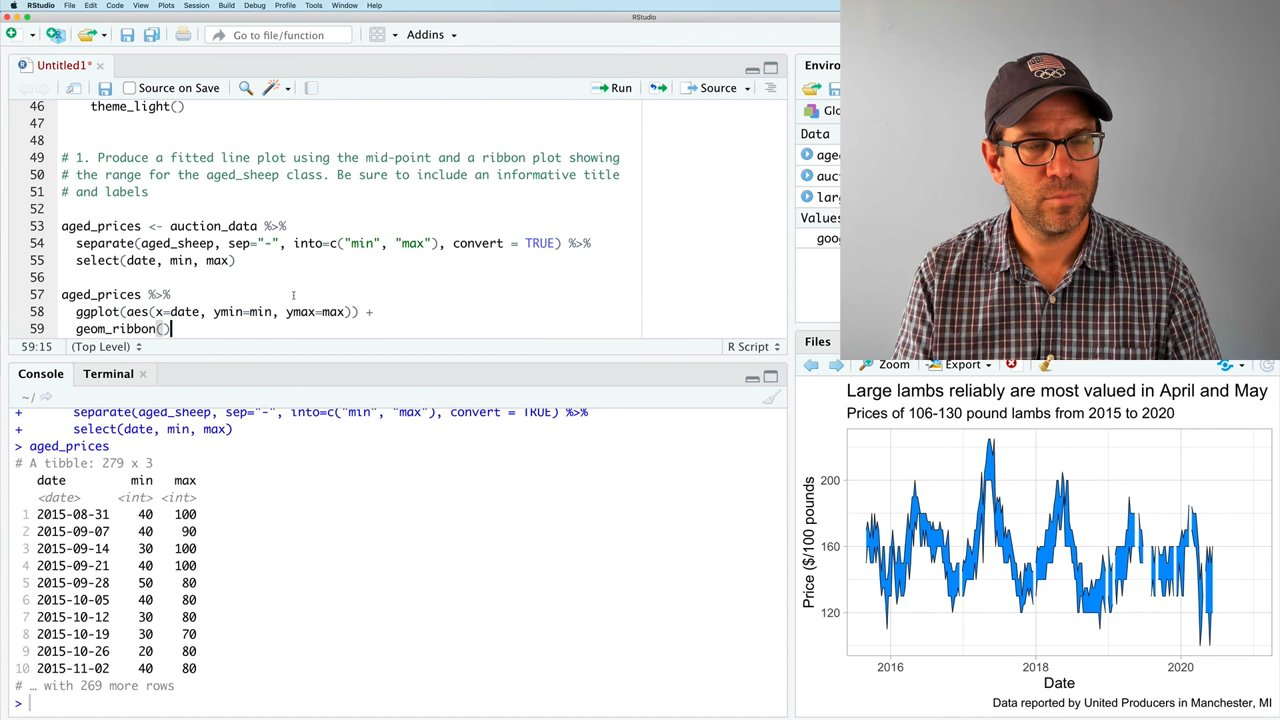 RStudio File Edit Code View Plots Session Build Debug Profile Tools Window Help
RStudio
Go to file/function Addins
Untitled1*
Source on Save Run Source
46 theme_light()
47
48
49 # 1. Produce a fitted line plot using the mid-point and a ribbon plot showing
50 # the range for the aged_sheep class. Be sure to include an informative title
51 # and labels
52
53 aged_prices <- auction_data %>%
54 separate(aged_sheep, sep="-", into=c("min", "max"), convert = TRUE) %>%
55 select(date, min, max)
56
57 aged_prices %>%
58 ggplot(aes(x=date, ymin=min, ymax=max)) +
59 geom_ribbon()
59:15 (Top Level) R Script
Console Terminal
~/
+ separate(aged_sheep, sep="-", into=c("min", "max"), convert = TRUE) %>%
+ select(date, min, max)
> aged_prices
# A tibble: 279 x 3
date min max
<date> <int> <int>
1 2015-08-31 40 100
2 2015-09-07 40 90
3 2015-09-14 30 100
4 2015-09-21 40 100
5 2015-09-28 50 80
6 2015-10-05 40 80
7 2015-10-12 30 80
8 2015-10-19 30 70
9 2015-10-26 20 80
10 2015-11-02 40 80
# … with 269 more rows
>
Enviro
Glo
Data
aged
auc
lar
Values
goo
Files
Zoom Export
Large lambs reliably are most valued in April and May
Prices of 106-130 pound lambs from 2015 to 2020
Price ($/100 pounds)
200
160
120
2016 2018 2020
Date
Data reported by United Producers in Manchester, MI